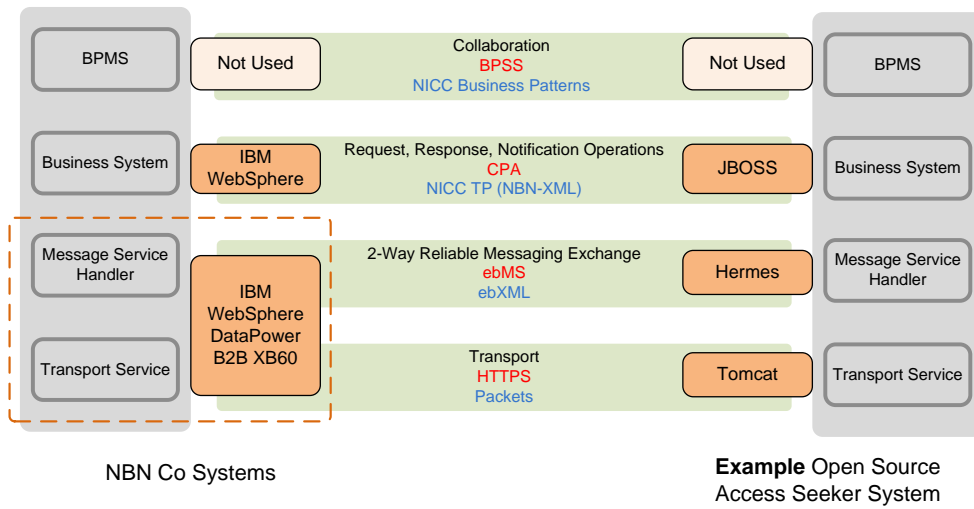 BPMS
Not Used
Collaboration
BPSS
NICC Business Patterns
Not Used
BPMS
Business System
IBM
WebSphere
Request, Response, Notification Operations
CPA
NICC TP (NBN-XML)
JBOSS
Business System
Message Service
Handler
2-Way Reliable Messaging Exchange
ebMS
ebXML
Hermes
Message Service
Handler
IBM
WebSphere
DataPower
B2B XB60
Transport Service
Transport
HTTPS
Packets
Tomcat
Transport Service
NBN Co Systems
Example Open Source
Access Seeker System